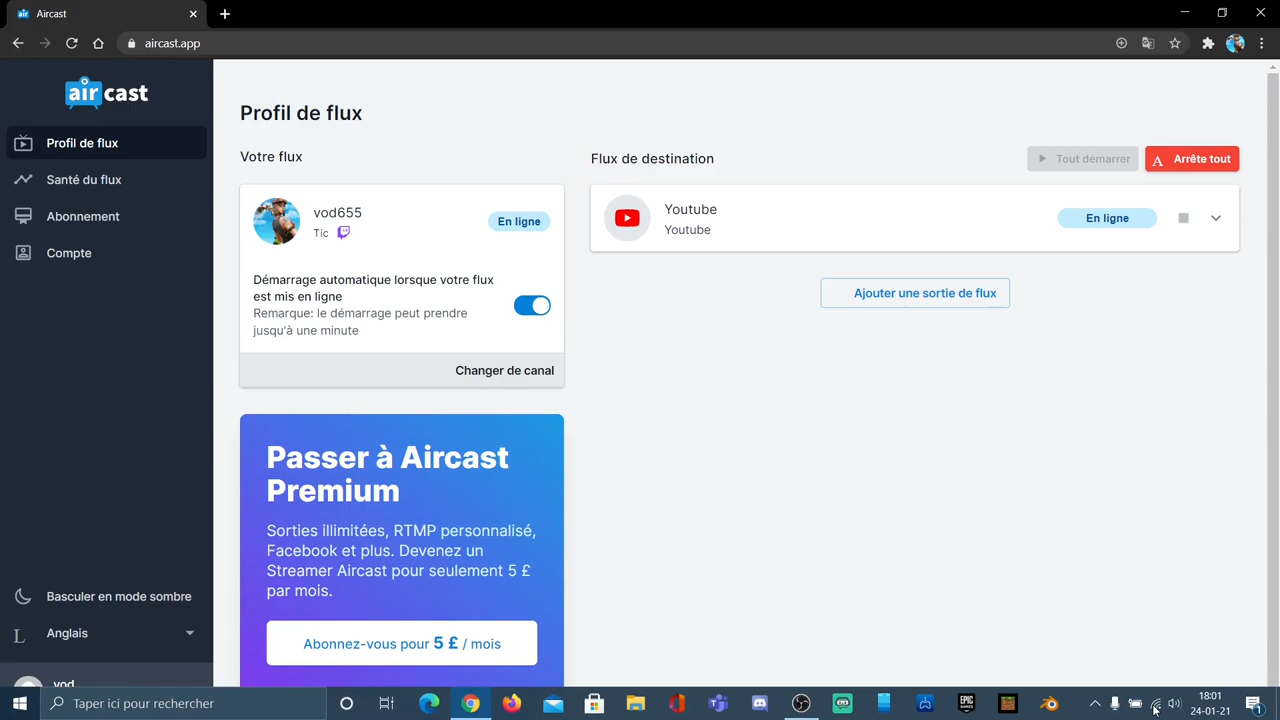 Aircast
aircast.app
air cast
Profil de flux
Santé du flux
Abonnement
Compte
Basculer en mode sombre
L Anglais
vod
Profil de flux
Votre flux
vod655
Tic
En ligne
Démarrage automatique lorsque votre flux
est mis en ligne
Remarque: le démarrage peut prendre
jusqu'à une minute
Changer de canal
Passer à Aircast
Premium
Sorties illimitées, RTMP personnalisé,
Facebook et plus. Devenez un
Streamer Aircast pour seulement 5 £
par mois.
Abonnez-vous pour 5 £ / mois
Flux de destination
Tout démarrer
A Arrête tout
Youtube
Youtube
En ligne
Ajouter une sortie de flux
Taper ici pour rechercher
EPIC
GAMES
18:01
24-01-21
1